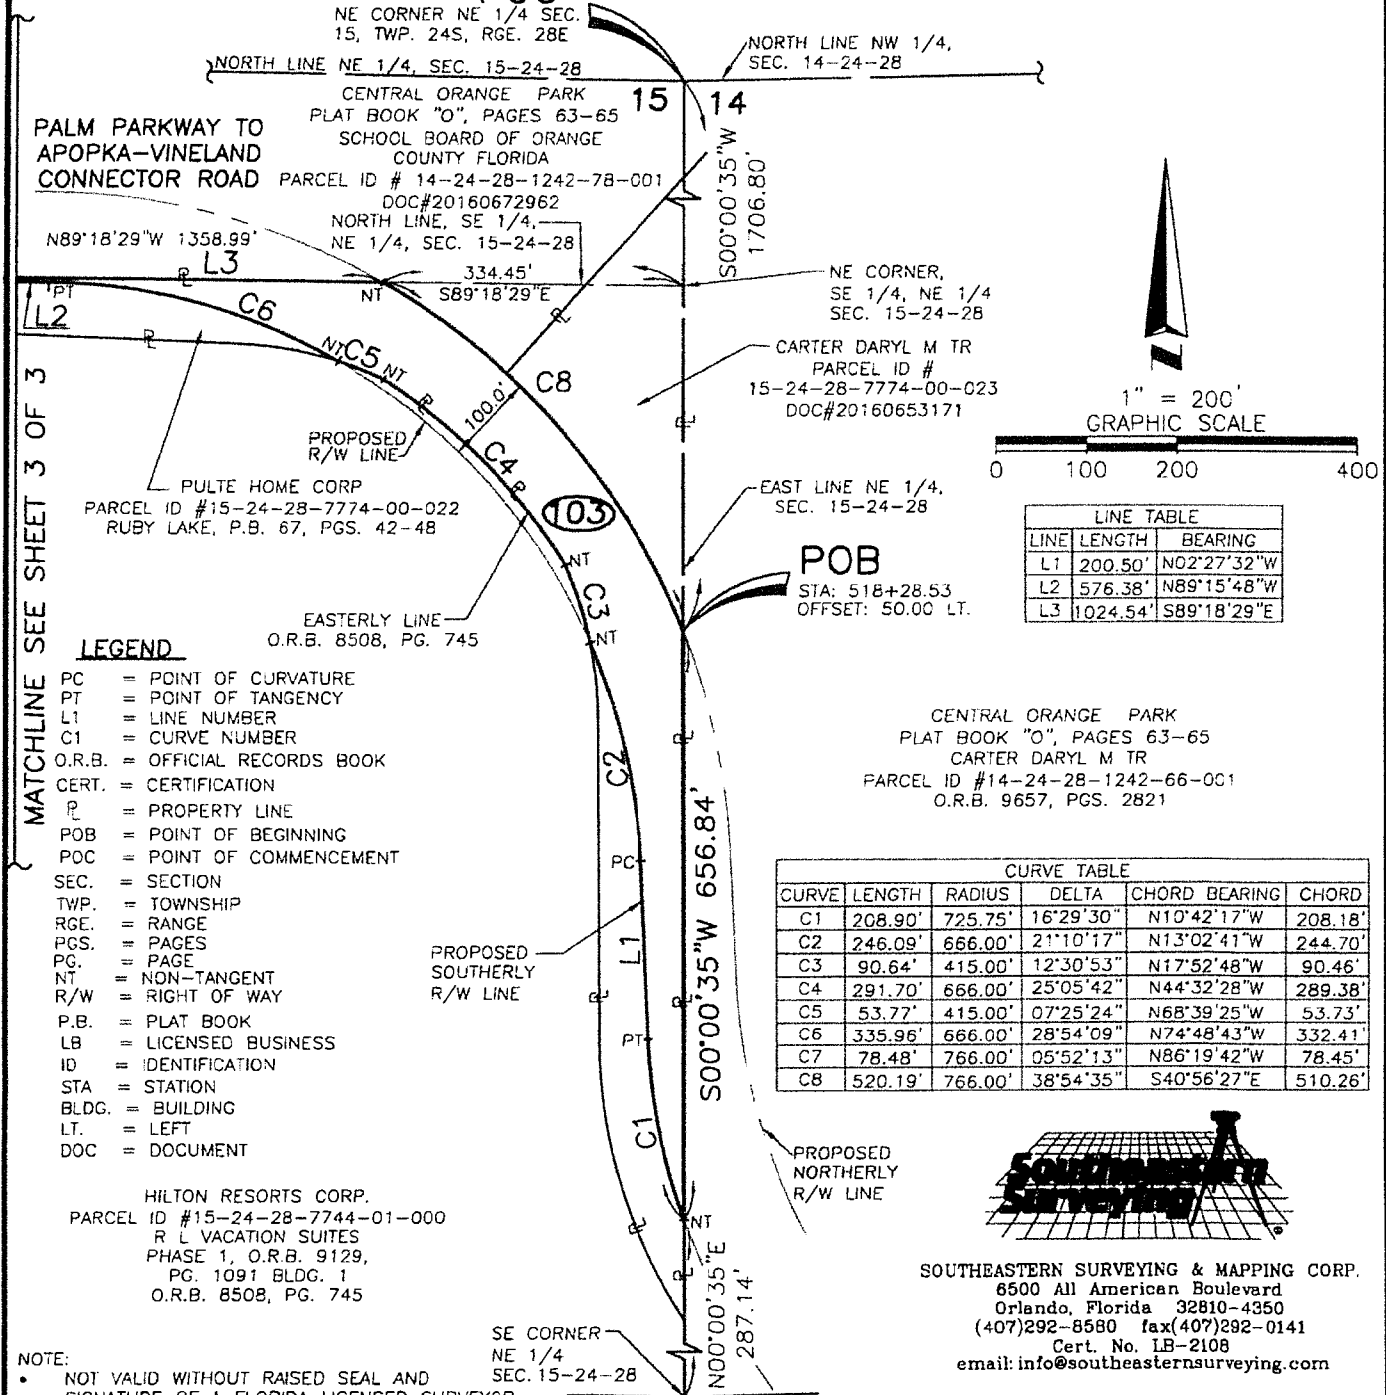 NE CORNER NE 1/4 SEC.
15, TWP. 24S, RGE. 28E
NORTH LINE NW 1/4,
SEC. 14-24-28
NORTH LINE NE 1/4, SEC. 15-24-28
15 14
CENTRAL ORANGE PARK
PLAT BOOK "O", PAGES 63-65
SCHOOL BOARD OF ORANGE
COUNTY FLORIDA
PARCEL ID # 14-24-28-1242-78-001
DOC#20160672962
PALM PARKWAY TO
APOPKA-VINELAND
CONNECTOR ROAD
S00°00'35"W
1706.80'
NORTH LINE, SE 1/4,
NE 1/4, SEC. 15-24-28
N89°18'29"W 1358.99'
L3
334.45'
S89°18'29"E
NT
PT
L2
C6
NT
C5
NT
NE CORNER,
SE 1/4, NE 1/4
SEC. 15-24-28
CARTER DARYL M TR
PARCEL ID #
15-24-28-7774-00-023
DOC#20160653171
1" = 200'
GRAPHIC SCALE
0 100 200 400
C8
100.0'
PROPOSED
R/W LINE
C4
PULTE HOME CORP
PARCEL ID #15-24-28-7774-00-022
RUBY LAKE, P.B. 67, PGS. 42-48
103
MATCHLINE SEE SHEET 3 OF 3
EAST LINE NE 1/4,
SEC. 15-24-28
LINE TABLE
LINE LENGTH BEARING
L1 200.50' N02°27'32"W
L2 576.38' N89°15'48"W
L3 1024.54' S89°18'29"E
POB
STA: 518+28.53
OFFSET: 50.00 LT.
NT
C3
NT
EASTERLY LINE
O.R.B. 8508, PG. 745
LEGEND
PC = POINT OF CURVATURE
PT = POINT OF TANGENCY
L1 = LINE NUMBER
C1 = CURVE NUMBER
O.R.B. = OFFICIAL RECORDS BOOK
CERT. = CERTIFICATION
PL = PROPERTY LINE
POB = POINT OF BEGINNING
POC = POINT OF COMMENCEMENT
SEC. = SECTION
TWP. = TOWNSHIP
RGE. = RANGE
PGS. = PAGES
PG. = PAGE
NT = NON-TANGENT
R/W = RIGHT OF WAY
P.B. = PLAT BOOK
LB = LICENSED BUSINESS
ID = IDENTIFICATION
STA = STATION
BLDG. = BUILDING
LT. = LEFT
DOC = DOCUMENT
C2
PC
L1
PT
C1
NT
S00°00'35"W 656.84'
PROPOSED
SOUTHERLY
R/W LINE
CENTRAL ORANGE PARK
PLAT BOOK "O", PAGES 63-65
CARTER DARYL M TR
PARCEL ID #14-24-28-1242-66-001
O.R.B. 9657, PGS. 2821
CURVE TABLE
CURVE LENGTH RADIUS DELTA CHORD BEARING CHORD
C1 208.90' 725.75' 16°29'30" N10°42'17"W 208.18'
C2 246.09' 666.00' 21°10'17" N13°02'41"W 244.70'
C3 90.64' 415.00' 12°30'53" N17°52'48"W 90.46'
C4 291.70' 666.00' 25°05'42" N44°32'28"W 289.38'
C5 53.77' 415.00' 07°25'24" N68°39'25"W 53.73'
C6 335.96' 666.00' 28°54'09" N74°48'43"W 332.41'
C7 78.48' 766.00' 05°52'13" N86°19'42"W 78.45'
C8 520.19' 766.00' 38°54'35" S40°56'27"E 510.26'
PROPOSED
NORTHERLY
R/W LINE
HILTON RESORTS CORP.
PARCEL ID #15-24-28-7744-01-000
R L VACATION SUITES
PHASE 1, O.R.B. 9129,
PG. 1091 BLDG. 1
O.R.B. 8508, PG. 745
Southeastern
Surveying
SOUTHEASTERN SURVEYING & MAPPING CORP.
6500 All American Boulevard
Orlando, Florida 32810-4350
(407)292-8580 fax(407)292-0141
Cert. No. LB-2108
email: info@southeasternsurveying.com
N00°00'35"E
287.14'
SE CORNER
NE 1/4
SEC. 15-24-28
NOTE:
• NOT VALID WITHOUT RAISED SEAL AND
SIGNATURE OF A FLORIDA LICENSED SURVEYOR